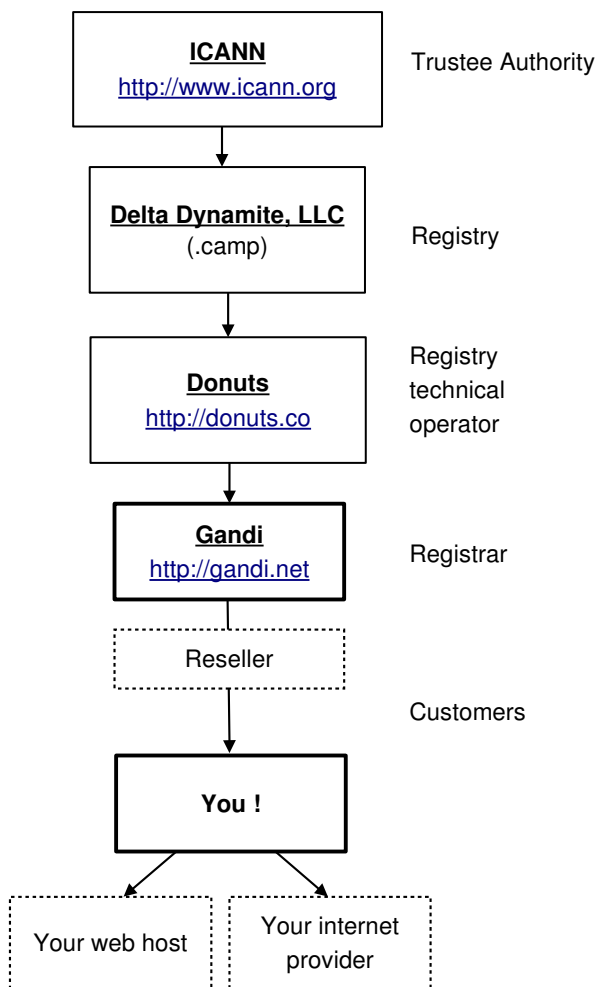 ICANN
http://www.icann.org
Trustee Authority
Delta Dynamite, LLC
(.camp)
Registry
Donuts
http://donuts.co
Registry
technical
operator
Gandi
http://gandi.net
Registrar
Reseller
Customers
You !
Your web host
Your internet
provider